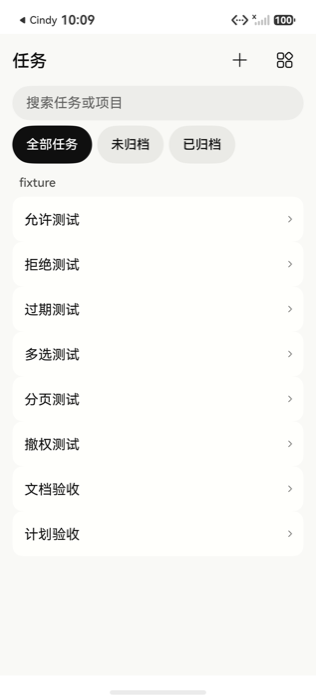 Cindy 10:09
100
任务
搜索任务或项目
全部任务 未归档 已归档
fixture
允许测试
拒绝测试
过期测试
多选测试
分页测试
撤权测试
文档验收
计划验收